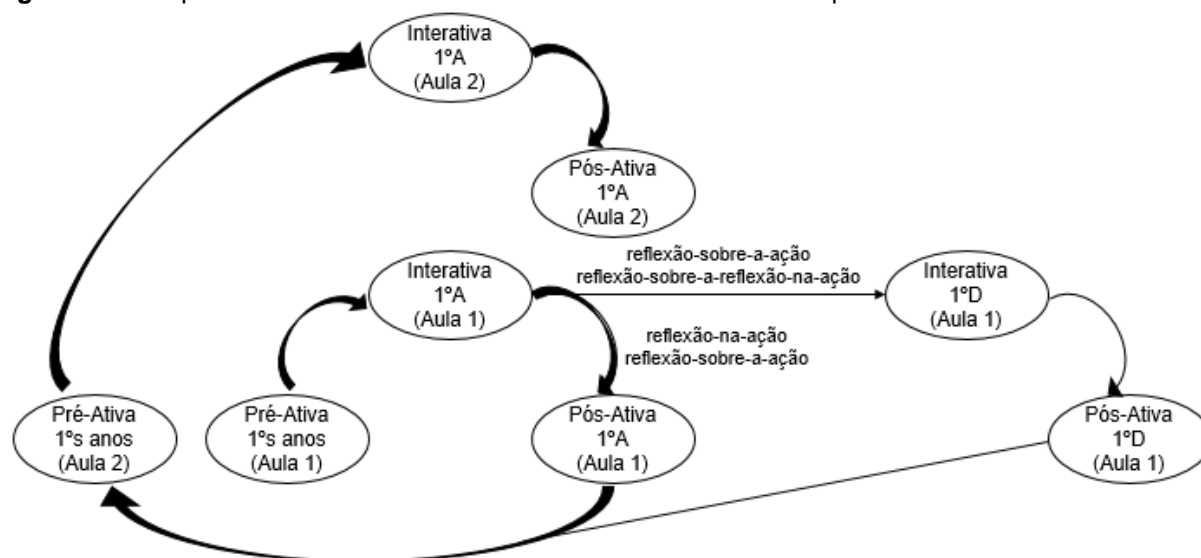 Interativa
1ºA
(Aula 2)
Pós-Ativa
1ºA
(Aula 2)
reflexão-sobre-a-ação
reflexão-sobre-a-reflexão-na-ação
Interativa
1ºA
(Aula 1)
Interativa
1ºD
(Aula 1)
reflexão-na-ação
reflexão-sobre-a-ação
Pré-Ativa
1ºs anos
(Aula 2)
Pré-Ativa
1ºs anos
(Aula 1)
Pós-Ativa
1ºA
(Aula 1)
Pós-Ativa
1ºD
(Aula 1)